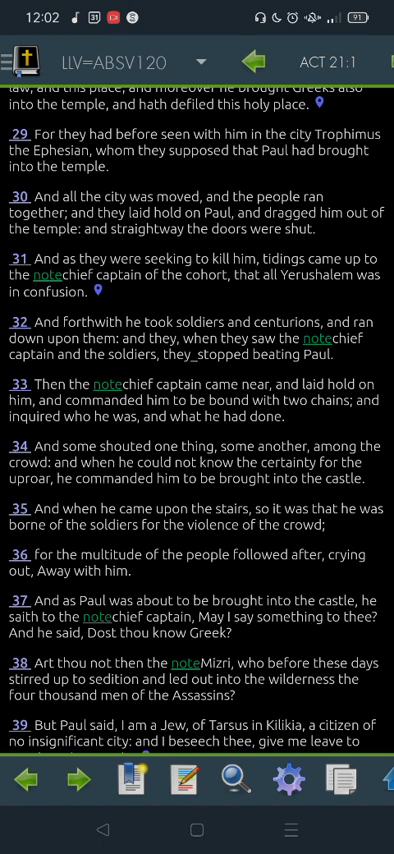 12:02
31
S
91
LLV=ABSV120
ACT 21:1
law, and this place, and moreover he brought Greeks also
into the temple, and hath defiled this holy place.
29 For they had before seen with him in the city Trophimus
the Ephesian, whom they supposed that Paul had brought
into the temple.
30 And all the city was moved, and the people ran
together; and they laid hold on Paul, and dragged him out of
the temple: and straightway the doors were shut.
31 And as they were seeking to kill him, tidings came up to
the notechief captain of the cohort, that all Yerushalem was
in confusion.
32 And forthwith he took soldiers and centurions, and ran
down upon them: and they, when they saw the notechief
captain and the soldiers, they_stopped beating Paul.
33 Then the notechief captain came near, and laid hold on
him, and commanded him to be bound with two chains; and
inquired who he was, and what he had done.
34 And some shouted one thing, some another, among the
crowd: and when he could not know the certainty for the
uproar, he commanded him to be brought into the castle.
35 And when he came upon the stairs, so it was that he was
borne of the soldiers for the violence of the crowd;
36 for the multitude of the people followed after, crying
out, Away with him.
37 And as Paul was about to be brought into the castle, he
saith to the notechief captain, May I say something to thee?
And he said, Dost thou know Greek?
38 Art thou not then the noteMizri, who before these days
stirred up to sedition and led out into the wilderness the
four thousand men of the Assassins?
39 But Paul said, I am a Jew, of Tarsus in Kilikia, a citizen of
no insignificant city: and I beseech thee, give me leave to